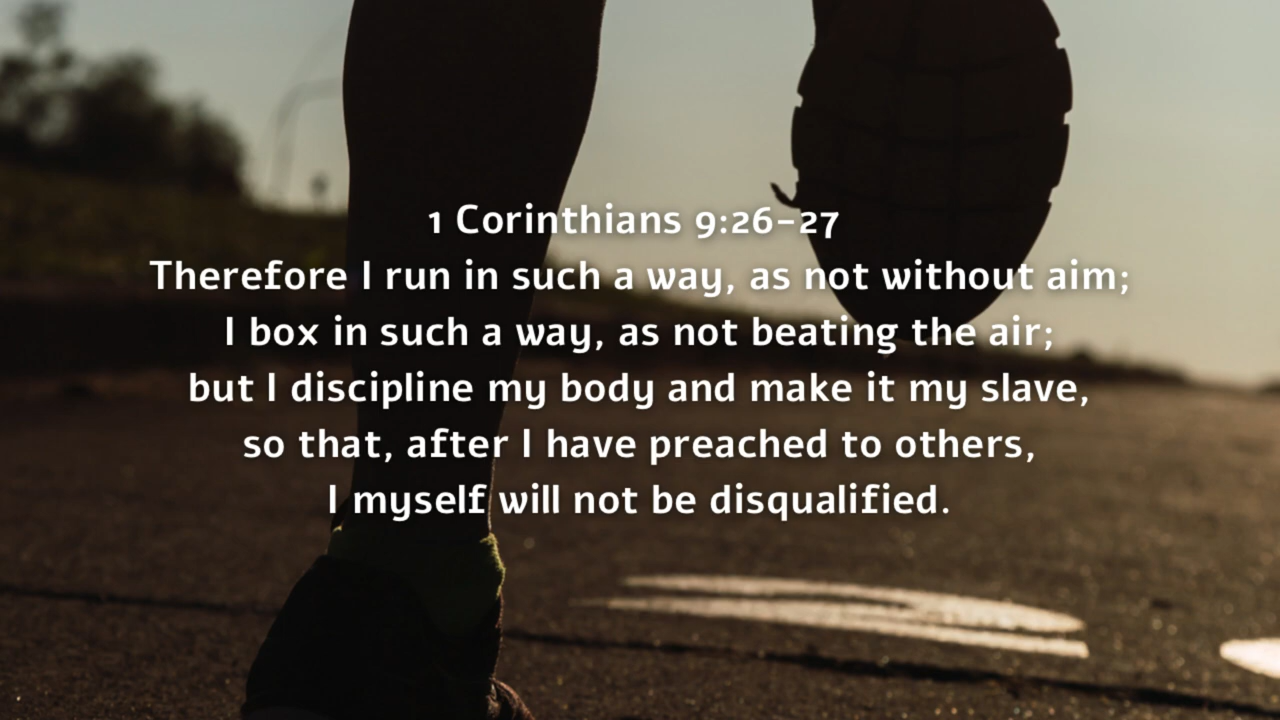 1 Corinthians 9:26–27
Therefore I run in such a way, as not without aim;
I box in such a way, as not beating the air;
but I discipline my body and make it my slave,
so that, after I have preached to others,
I myself will not be disqualified.